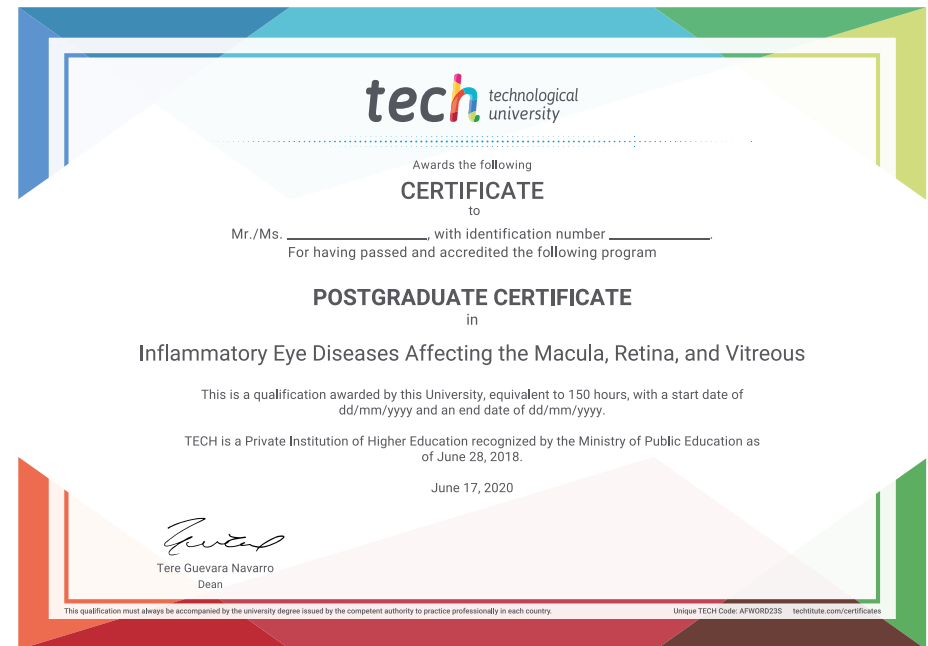 tech technological
university
Awards the following
CERTIFICATE
to
Mr./Ms. ____________________, with identification number ______________.
For having passed and accredited the following program
POSTGRADUATE CERTIFICATE
in
Inflammatory Eye Diseases Affecting the Macula, Retina, and Vitreous
This is a qualification awarded by this University, equivalent to 150 hours, with a start date of
dd/mm/yyyy and an end date of dd/mm/yyyy.
TECH is a Private Institution of Higher Education recognized by the Ministry of Public Education as
of June 28, 2018.
June 17, 2020
Tere Guevara Navarro
Dean
This qualification must always be accompanied by the university degree issued by the competent authority to practice professionally in each country.
Unique TECH Code: AFWORD23S techtitute.com/certificates